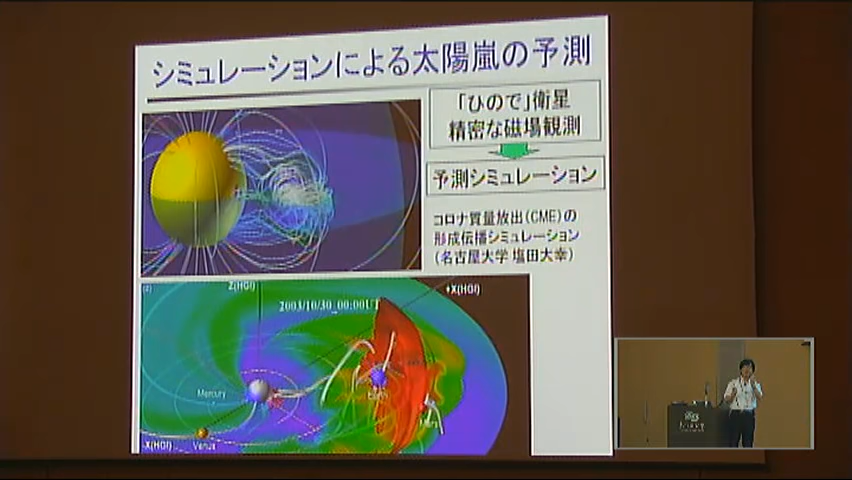 シミュレーションによる太陽嵐の予測
「ひので」衛星
精密な磁場観測
予測シミュレーション
コロナ質量放出(CME)の
形成伝播シミュレーション
(名古屋大学 塩田大幸)
Z(HGI)
+X(HGI)
2003/10/30_00:00UT
Mercury
Earth
Mars
Venus
-X(HGI)